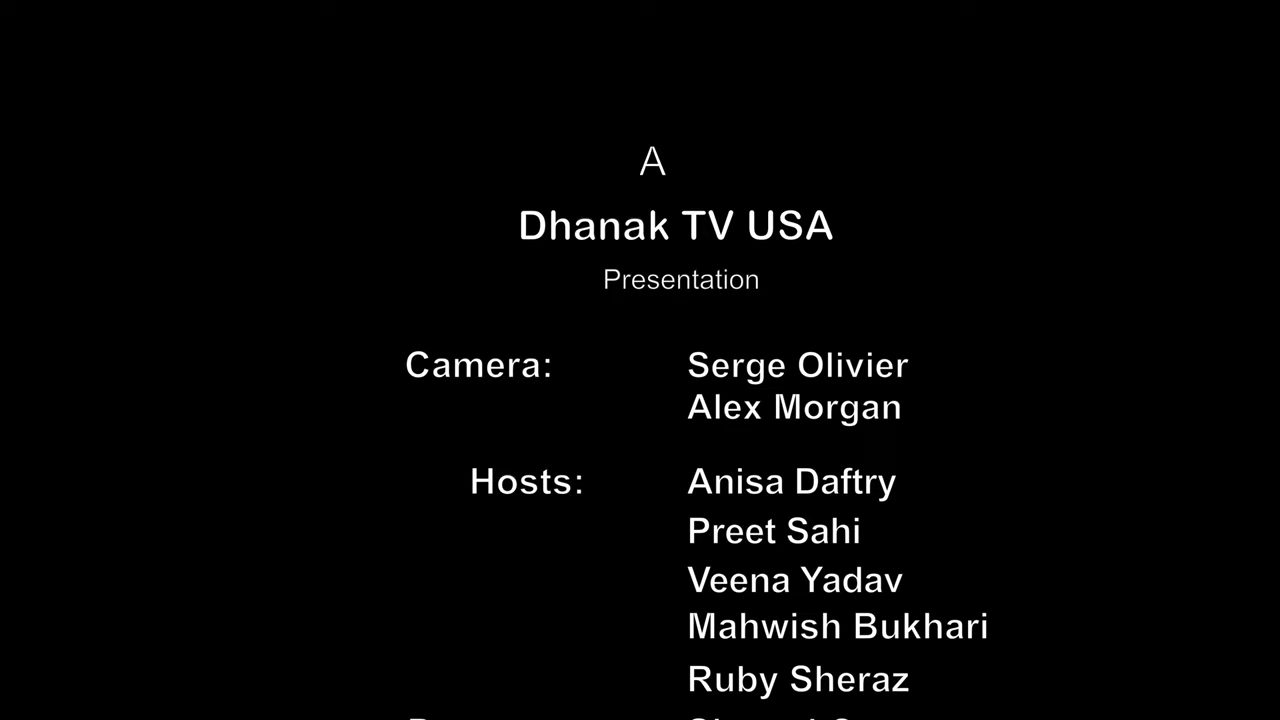 A
Dhanak TV USA
Presentation
Camera: Serge Olivier
Alex Morgan
Hosts: Anisa Daftry
Preet Sahi
Veena Yadav
Mahwish Bukhari
Ruby Sheraz